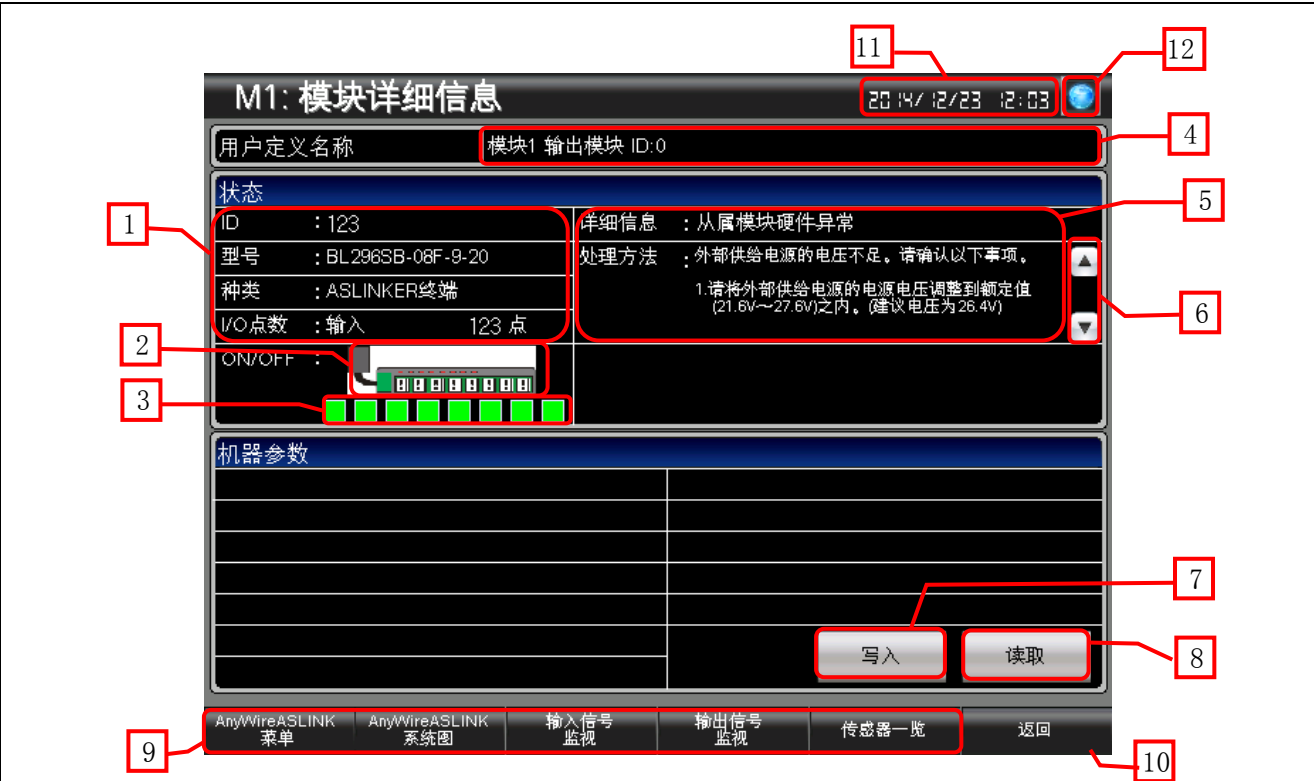 11
12
M1: 模块详细信息
2014/12/23 12:03
用户定义名称
模块1 输出模块 ID:0
4
状态
5
1
ID : 123
详细信息 : 从属模块硬件异常
型号 : BL296SB-08F-9-20
处理方法 : 外部供给电源的电压不足。请确认以下事项。
种类 : ASLINKER终端
1.请将外部供给电源的电源电压调整到额定值
(21.6V～27.6V)之内。(建议电压为26.4V)
6
I/O点数 : 输入 123 点
2
ON/OFF :
3
机器参数
7
写入
读取
8
AnyWireASLINK
菜单
AnyWireASLINK
系统图
输入信号
监视
输出信号
监视
传感器一览
返回
9
10